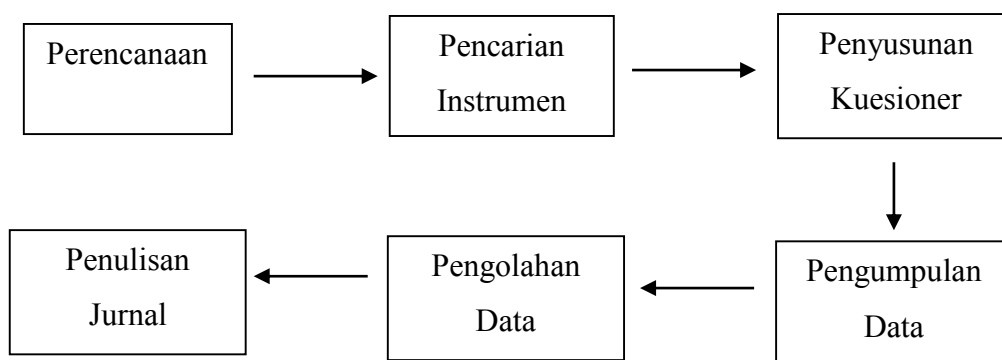 Perencanaan
Pencarian
Instrumen
Penyusunan
Kuesioner
Pengumpulan
Data
Pengolahan
Data
Penulisan
Jurnal